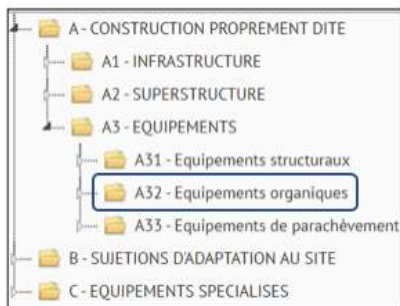 A - CONSTRUCTION PROPREMENT DITE
A1 - INFRASTRUCTURE
A2 - SUPERSTRUCTURE
A3 - EQUIPEMENTS
A31 - Equipements structuraux
A32 - Equipements organiques
A33 - Equipements de parachèvement
B - SUJETIONS D'ADAPTATION AU SITE
C - EQUIPEMENTS SPECIALISES